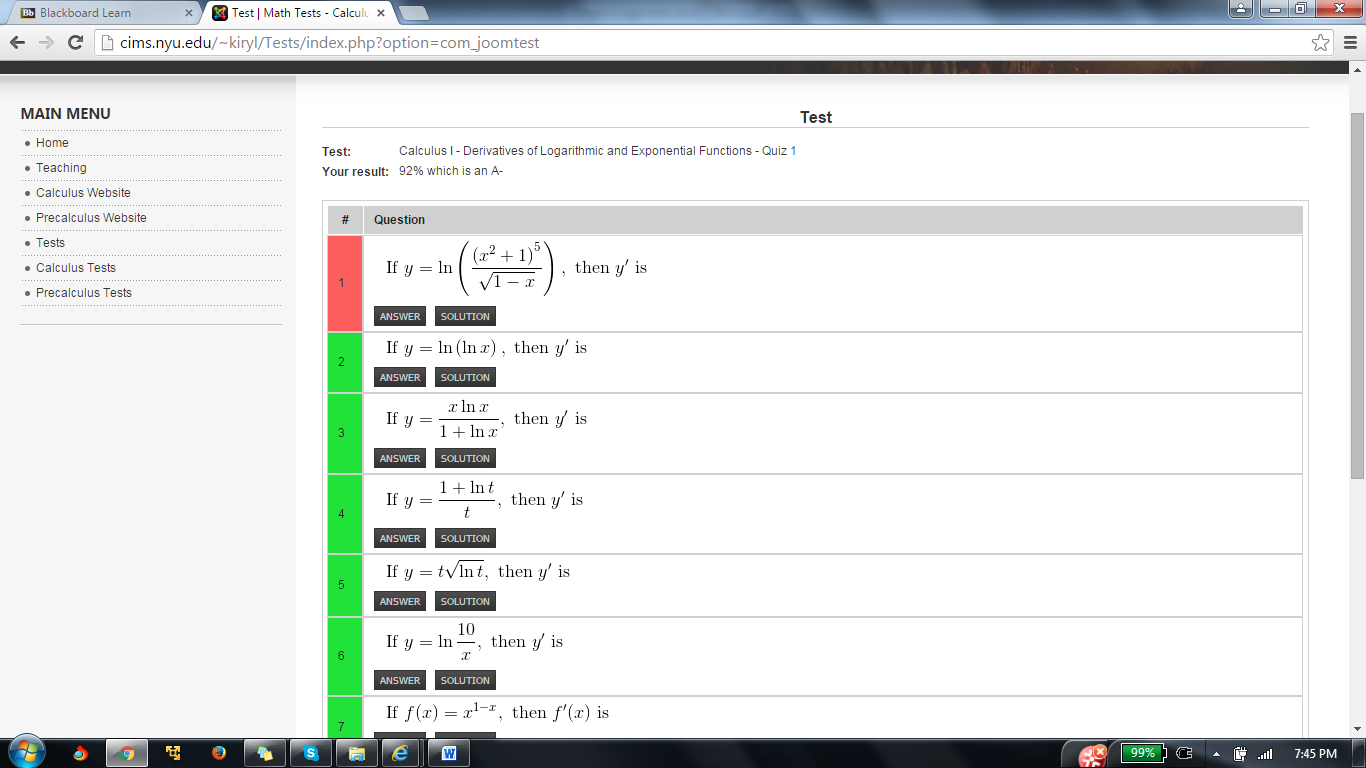 Blackboard Learn
Test | Math Tests - Calculu
cims.nyu.edu/~kiryl/Tests/index.php?option=com_joomtest
MAIN MENU
Home
Teaching
Calculus Website
Precalculus Website
Tests
Calculus Tests
Precalculus Tests
Test
Test: Calculus I - Derivatives of Logarithmic and Exponential Functions - Quiz 1
Your result: 92% which is an A-
# Question
1 If y = ln((x² + 1)⁵ / √(1 − x)), then y′ is
ANSWER SOLUTION
2 If y = ln(ln x), then y′ is
ANSWER SOLUTION
3 If y = x ln x / (1 + ln x), then y′ is
ANSWER SOLUTION
4 If y = (1 + ln t) / t, then y′ is
ANSWER SOLUTION
5 If y = t√(ln t), then y′ is
ANSWER SOLUTION
6 If y = ln 10/x, then y′ is
ANSWER SOLUTION
7 If f(x) = x¹⁻ˣ, then f′(x) is
99%
7:45 PM